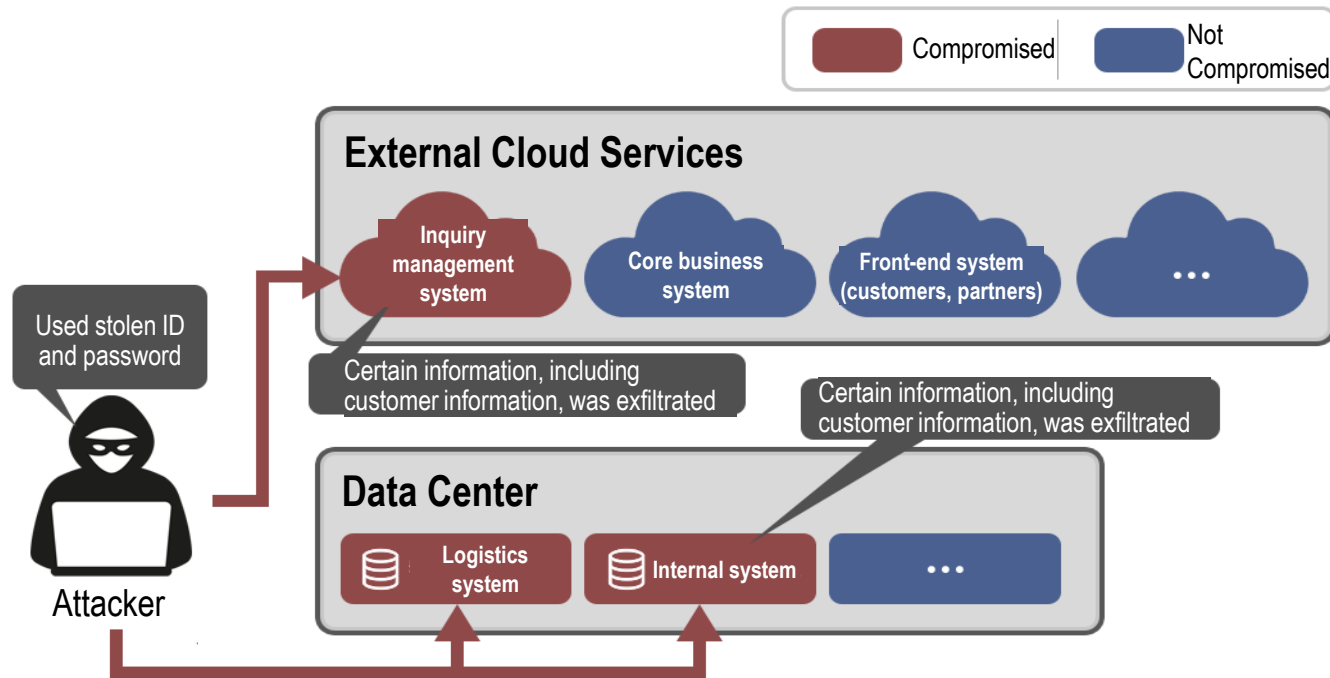 Compromised
Not
Compromised
External Cloud Services
Inquiry
management
system
Core business
system
Front-end system
(customers, partners)
...
Used stolen ID
and password
Certain information, including
customer information, was exfiltrated
Certain information, including
customer information, was exfiltrated
Data Center
Logistics
system
Internal system
...
Attacker